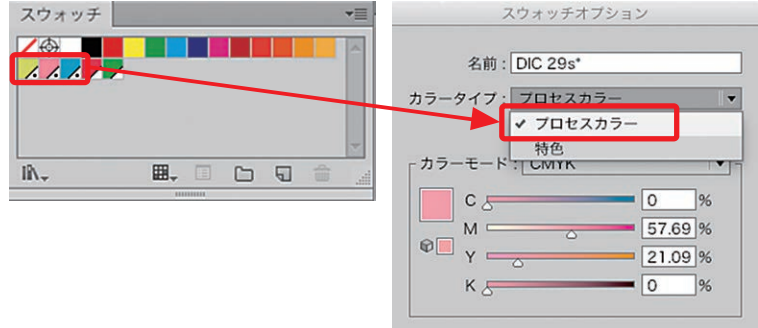 スウォッチ
スウォッチオプション
名前：DIC 29s*
カラータイプ：プロセスカラー
プロセスカラー
特色
カラーモード：CMYK
C 0 %
M 57.69 %
Y 21.09 %
K 0 %